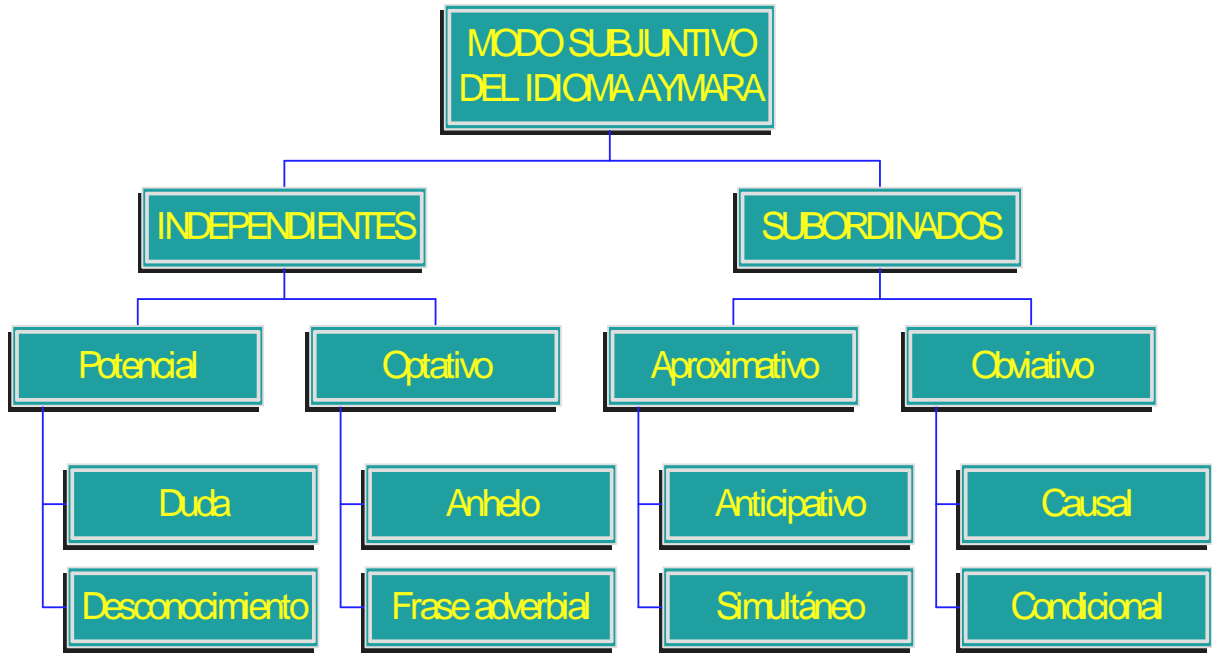 MODO SUBJUNTIVO
DEL IDIOMA AYMARA
INDEPENDIENTES
SUBORDINADOS
Potencial
Optativo
Aproximativo
Obviativo
Duda
Anhelo
Anticipativo
Causal
Desconocimiento
Frase adverbial
Simultáneo
Condicional